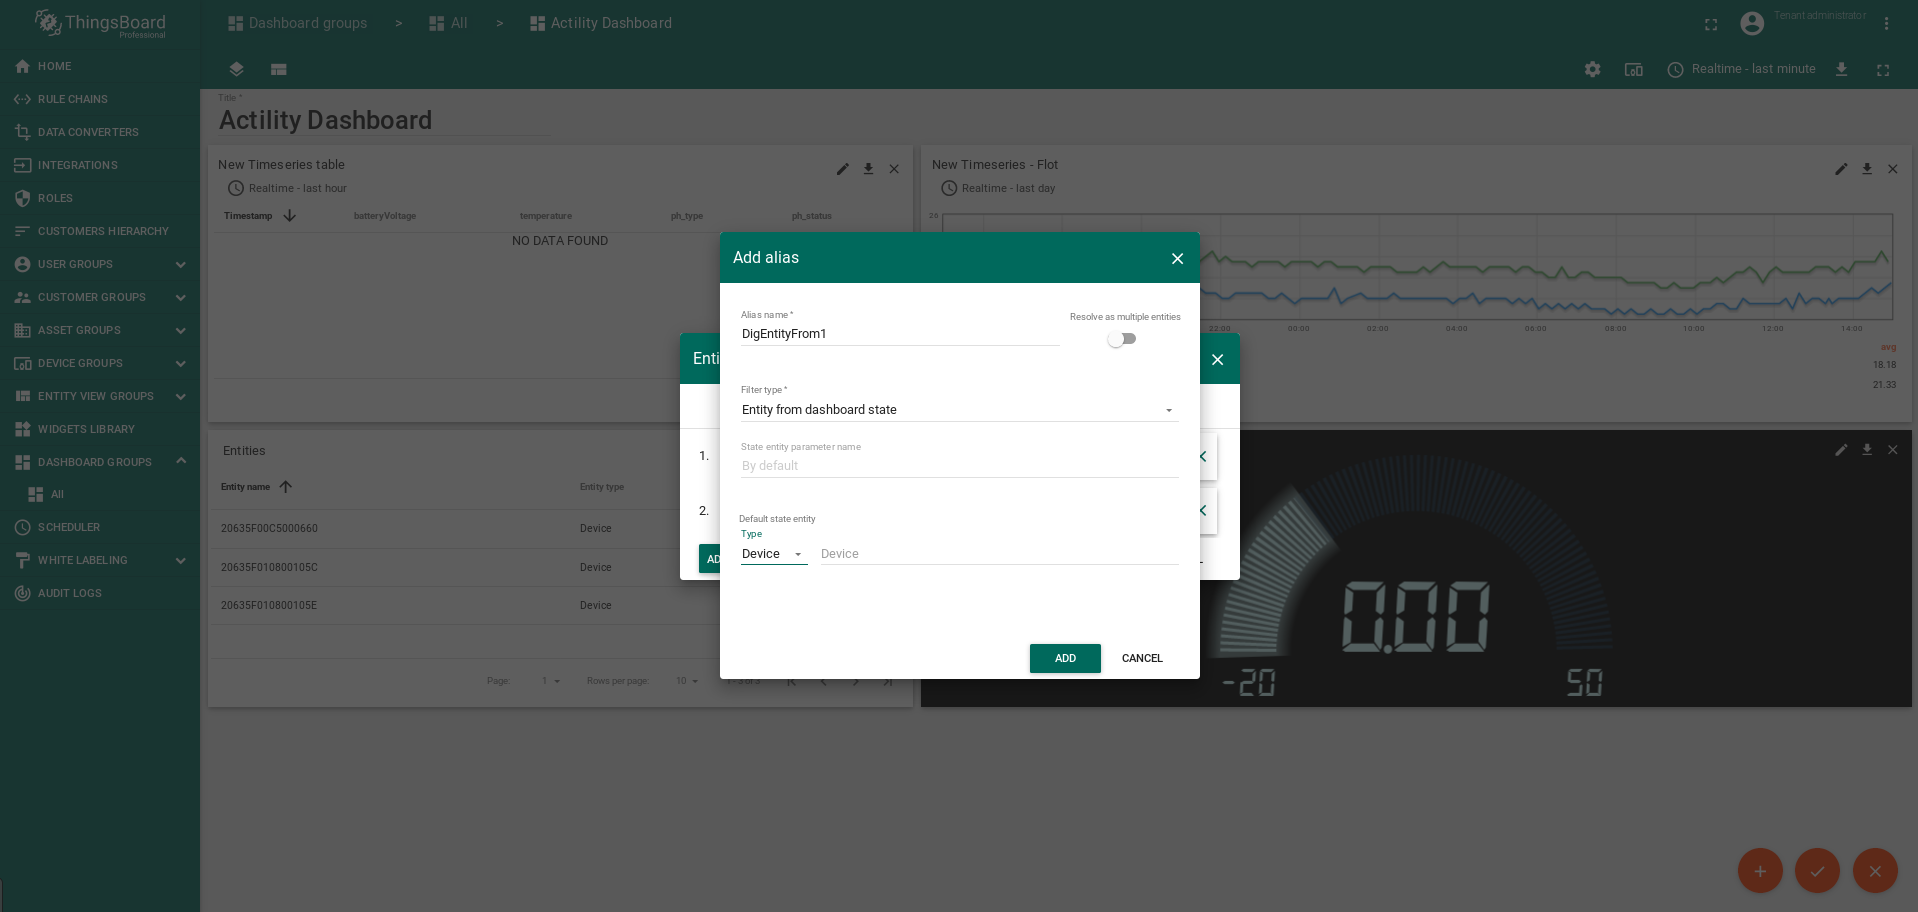 ThingsBoard
Professional
Dashboard groups > All > Actility Dashboard
Tenant administrator
Realtime - last minute
HOME
RULE CHAINS
DATA CONVERTERS
INTEGRATIONS
ROLES
CUSTOMERS HIERARCHY
USER GROUPS
CUSTOMER GROUPS
ASSET GROUPS
DEVICE GROUPS
ENTITY VIEW GROUPS
WIDGETS LIBRARY
DASHBOARD GROUPS
All
SCHEDULER
WHITE LABELING
AUDIT LOGS
Title *
Actility Dashboard
New Timeseries table
Realtime - last hour
Timestamp batteryVoltage temperature ph_type ph_status
NO DATA FOUND
New Timeseries - Flot
Realtime - last day
22:00 00:00 02:00 04:00 06:00 08:00 10:00 12:00 14:00
avg
18.18
21.33
Entities
Entity name Entity type
20635F00C5000660 Device
20635F010800105C Device
20635F010800105E Device
Page: 1 Rows per page: 10 1 - 3 of 3
0.00
-20 50
Enti
1.
2.
AD
Add alias
Alias name *
DigEntityFrom1
Resolve as multiple entities
Filter type *
Entity from dashboard state
State entity parameter name
By default
Default state entity
Type
Device Device
ADD CANCEL